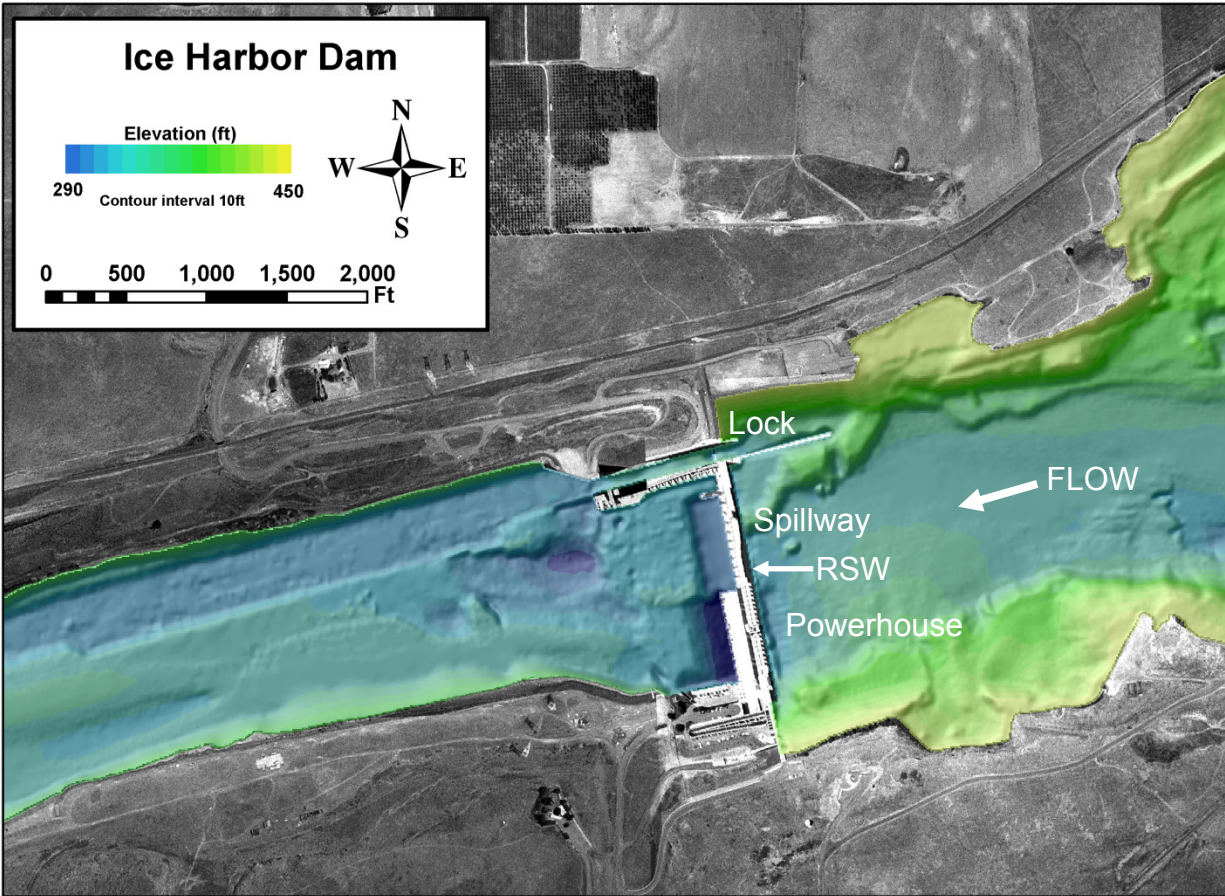 Ice Harbor Dam
Elevation (ft)
290
450
Contour interval 10ft
N
W
E
S
0 500 1,000 1,500 2,000
Ft
Lock
FLOW
Spillway
RSW
Powerhouse